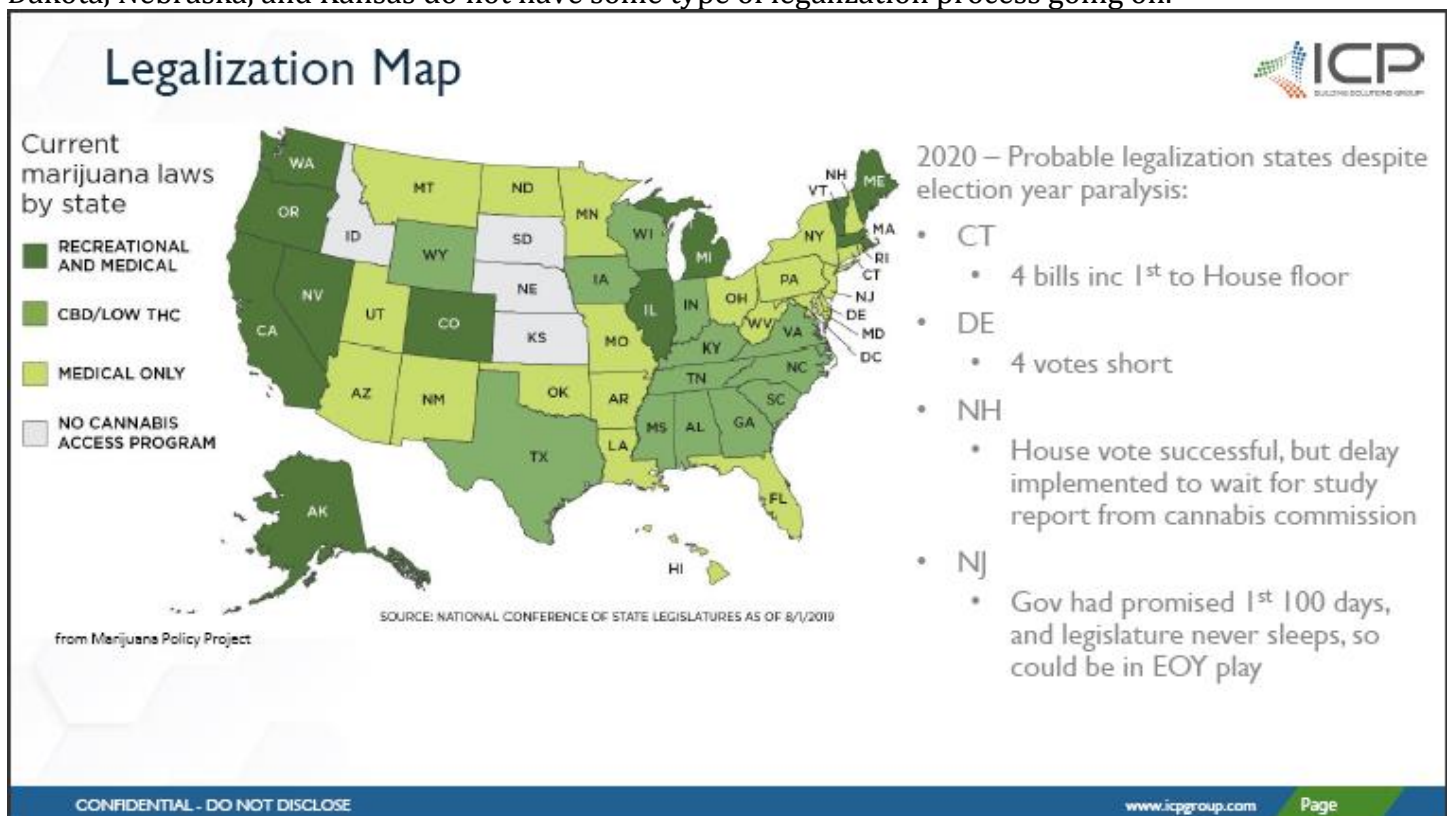 Dakota, Nebraska, and Kansas do not have some type of legalization process going on.
Legalization Map
ICP
BUILDING SOLUTIONS GROUP
Current
marijuana laws
by state
RECREATIONAL
AND MEDICAL
CBD/LOW THC
MEDICAL ONLY
NO CANNABIS
ACCESS PROGRAM
WA
OR
CA
NV
ID
MT
WY
UT
AZ
CO
NM
ND
SD
NE
KS
OK
TX
MN
IA
MO
AR
LA
WI
IL
MI
IN
OH
KY
TN
MS
AL
GA
FL
SC
NC
VA
WV
PA
NY
VT
NH
ME
MA
RI
CT
NJ
DE
MD
DC
AK
HI
SOURCE: NATIONAL CONFERENCE OF STATE LEGISLATURES AS OF 8/1/2019
from Marijuana Policy Project
2020 – Probable legalization states despite
election year paralysis:
• CT
• 4 bills inc 1st to House floor
• DE
• 4 votes short
• NH
• House vote successful, but delay
implemented to wait for study
report from cannabis commission
• NJ
• Gov had promised 1st 100 days,
and legislature never sleeps, so
could be in EOY play
CONFIDENTIAL - DO NOT DISCLOSE
www.icpgroup.com
Page